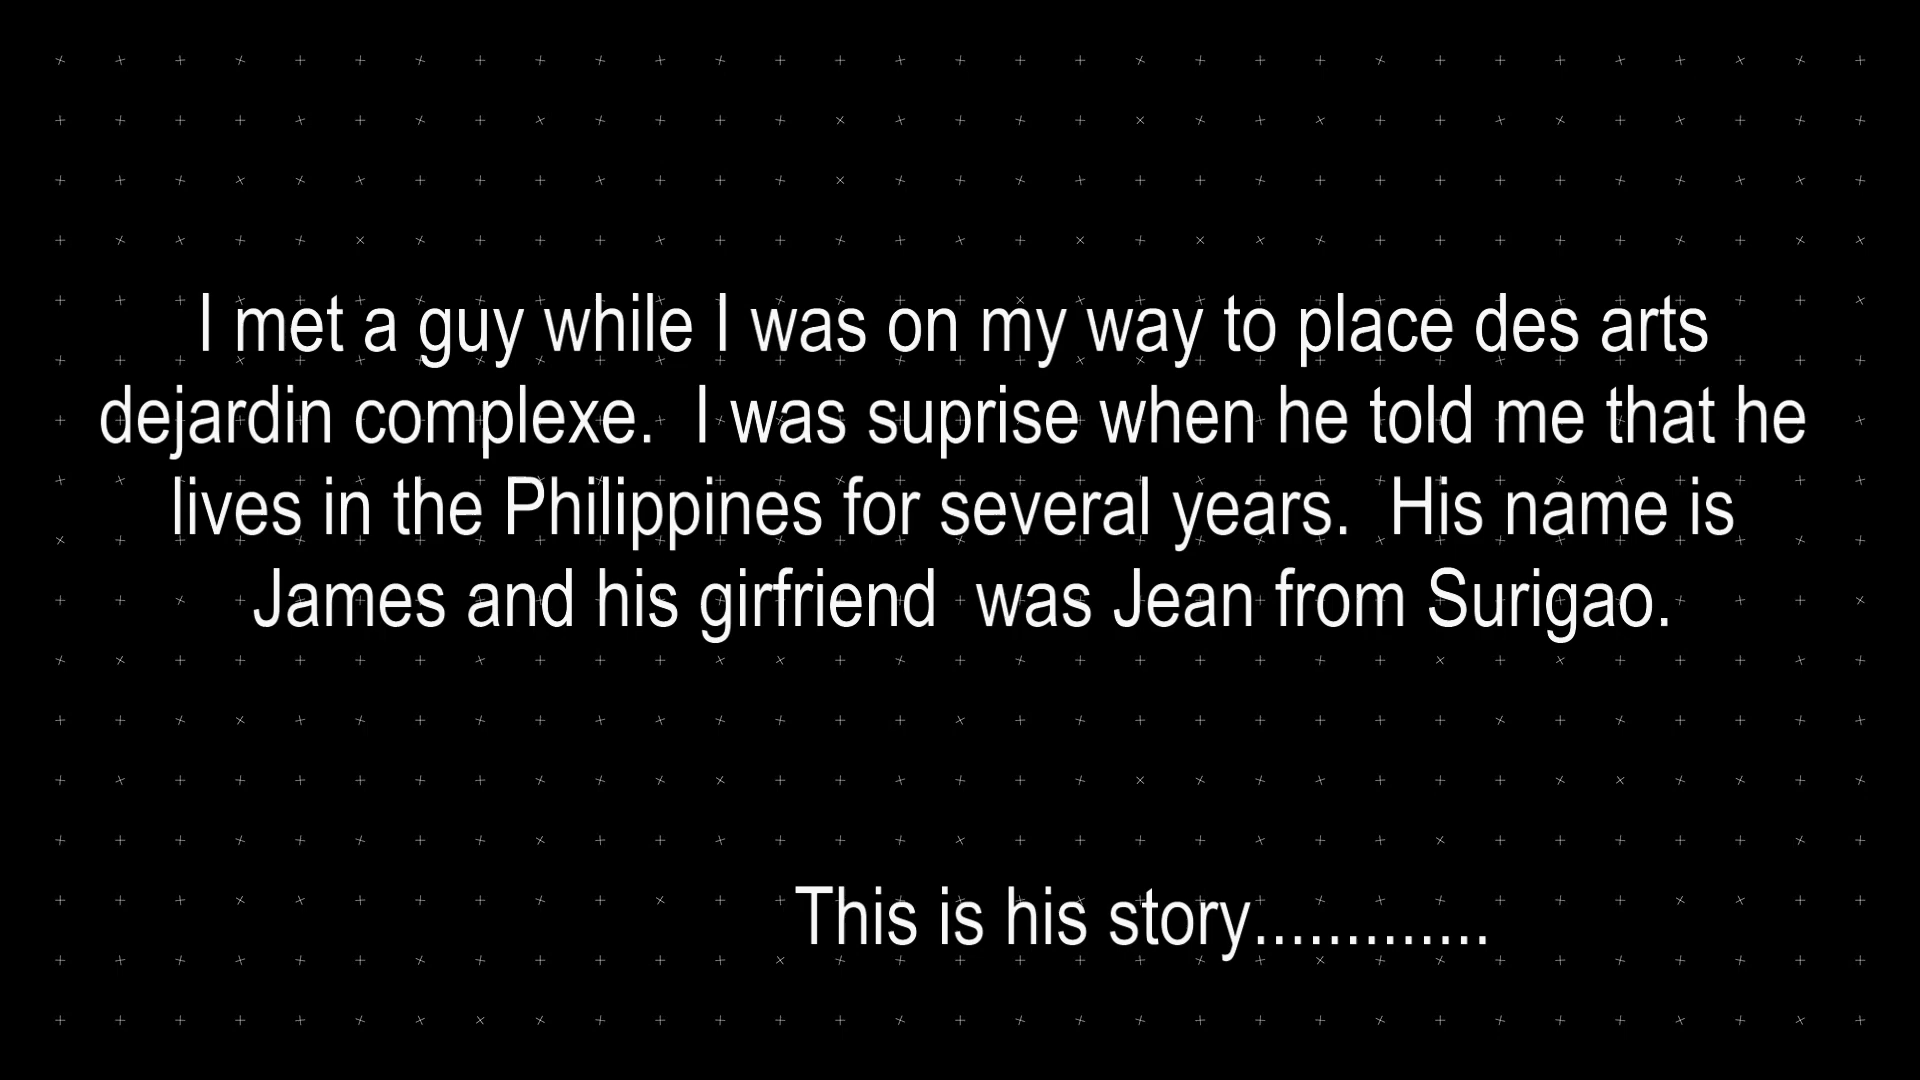 I met a guy while I was on my way to place des arts
dejardin complexe.  I was suprise when he told me that he
lives in the Philippines for several years.  His name is
James and his girfriend  was Jean from Surigao.
This is his story.............